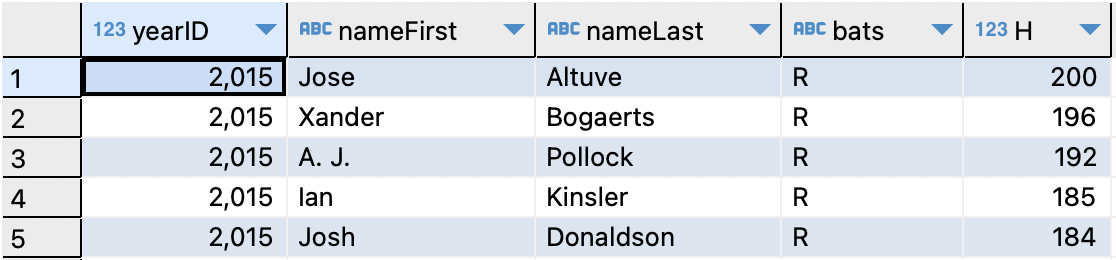 123 yearID ABC nameFirst ABC nameLast ABC bats 123 H
1 2,015 Jose Altuve R 200
2 2,015 Xander Bogaerts R 196
3 2,015 A. J. Pollock R 192
4 2,015 Ian Kinsler R 185
5 2,015 Josh Donaldson R 184